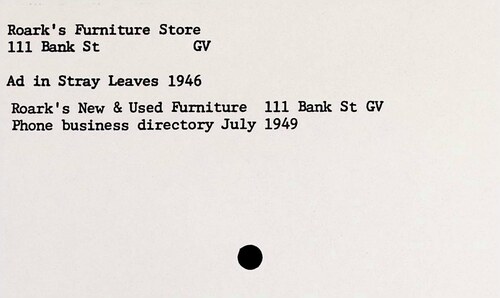 Roark's Furniture Store
111 Bank St GV
Ad in Stray Leaves 1946
Roark's New & Used Furniture 111 Bank St GV
Phone business directory July 1949